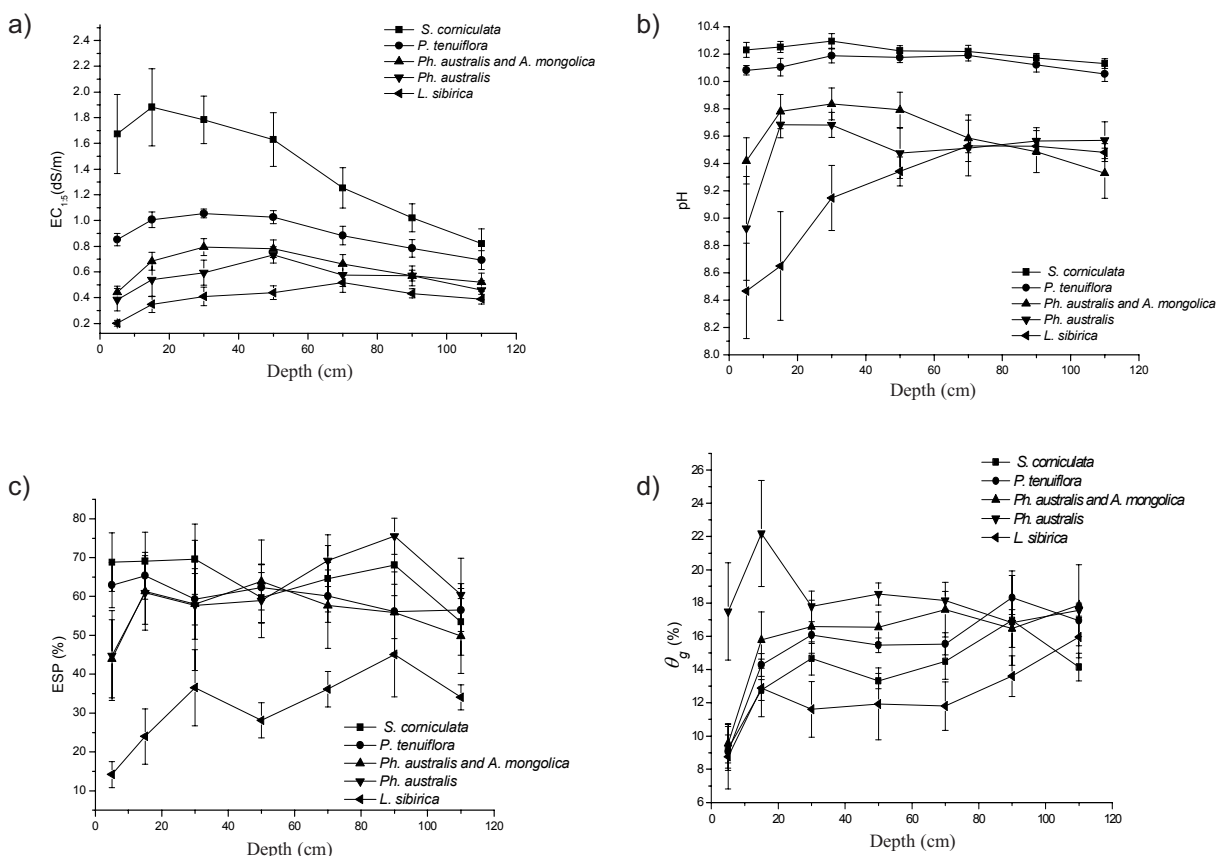 a)
S. corniculata
P. tenuiflora
Ph. australis and A. mongolica
Ph. australis
L. sibirica
EC1:5(dS/m)
2.4
2.2
2.0
1.8
1.6
1.4
1.2
1.0
0.8
0.6
0.4
0.2
0 20 40 60 80 100 120
Depth (cm)
b)
pH
10.4
10.2
10.0
9.8
9.6
9.4
9.2
9.0
8.8
8.6
8.4
8.2
8.0
S. corniculata
P. tenuiflora
Ph. australis and A. mongolica
Ph. australis
L. sibirica
0 20 40 60 80 100 120
Depth (cm)
c)
ESP (%)
80
70
60
50
40
30
20
10
S. corniculata
P. tenuiflora
Ph. australis and A. mongolica
Ph. australis
L. sibirica
0 20 40 60 80 100 120
Depth (cm)
d)
S. corniculata
P. tenuiflora
Ph. australis and A. mongolica
Ph. australis
L. sibirica
θg (%)
26
24
22
20
18
16
14
12
10
8
6
0 20 40 60 80 100 120
Depth (cm)